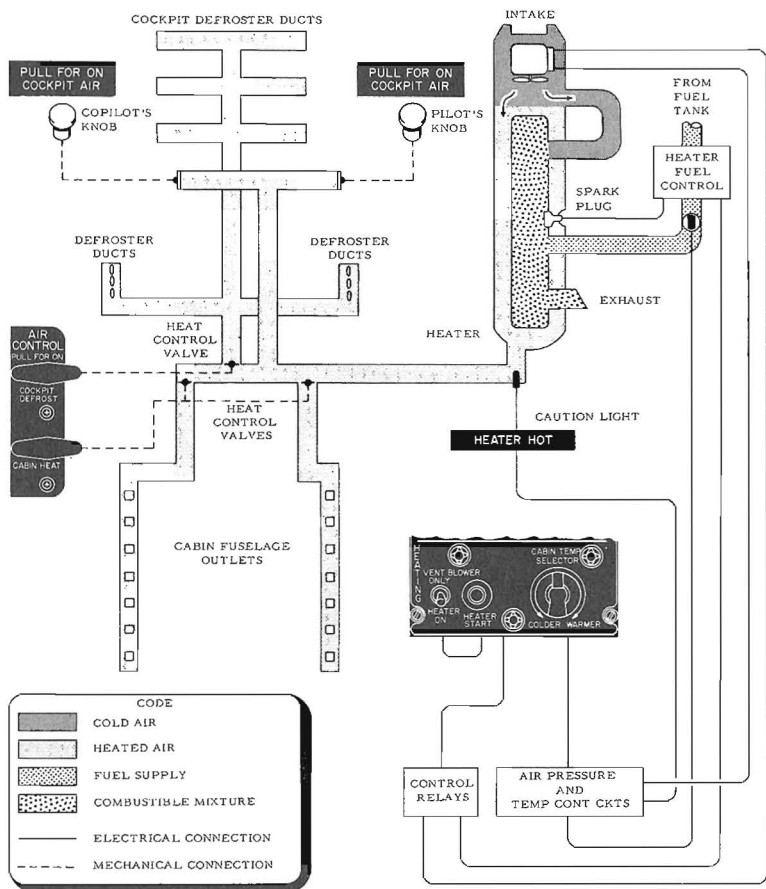 COCKPIT DEFROSTER DUCTS
INTAKE
PULL FOR ON
COCKPIT AIR
PULL FOR ON
COCKPIT AIR
FROM
FUEL
TANK
COPILOT'S
KNOB
PILOT'S
KNOB
HEATER
FUEL
CONTROL
SPARK
PLUG
DEFROSTER
DUCTS
DEFROSTER
DUCTS
EXHAUST
HEAT
CONTROL
VALVE
HEATER
AIR
CONTROL
PULL FOR ON
COCKPIT
DEFROST
CABIN HEAT
HEAT
CONTROL
VALVES
CAUTION LIGHT
HEATER HOT
CABIN FUSELAGE
OUTLETS
HEATING
VENT BLOWER
ONLY
HEATER
ON
HEATER
START
CABIN TEMP
SELECTOR
COLDER WARMER
CODE
COLD AIR
HEATED AIR
FUEL SUPPLY
COMBUSTIBLE MIXTURE
ELECTRICAL CONNECTION
MECHANICAL CONNECTION
CONTROL
RELAYS
AIR PRESSURE
AND
TEMP CONT CKTS